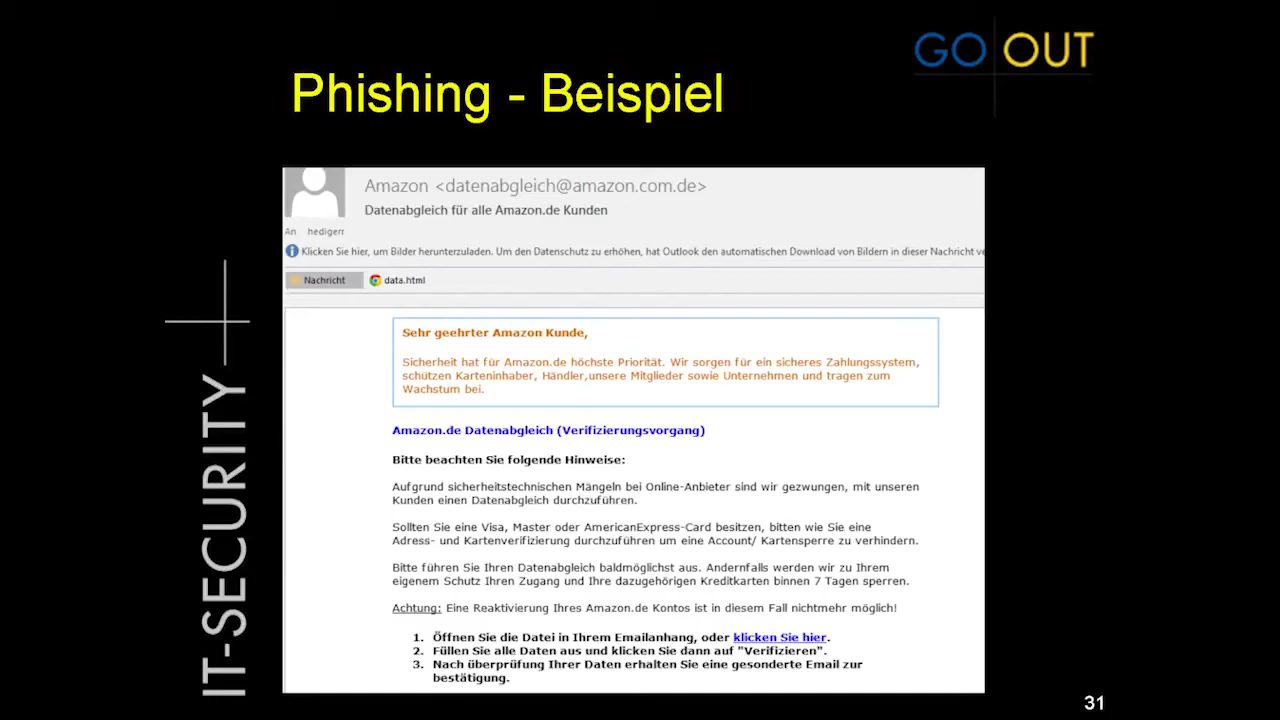 GO OUT
Phishing - Beispiel
Amazon <datenabgleich@amazon.com.de>
Datenabgleich für alle Amazon.de Kunden
An hedigerr
Klicken Sie hier, um Bilder herunterzuladen. Um den Datenschutz zu erhöhen, hat Outlook den automatischen Download von Bildern in dieser Nachricht ve
Nachricht data.html
Sehr geehrter Amazon Kunde,
Sicherheit hat für Amazon.de höchste Priorität. Wir sorgen für ein sicheres Zahlungssystem,
schützen Karteninhaber, Händler,unsere Mitglieder sowie Unternehmen und tragen zum
Wachstum bei.
Amazon.de Datenabgleich (Verifizierungsvorgang)
Bitte beachten Sie folgende Hinweise:
Aufgrund sicherheitstechnischen Mängeln bei Online-Anbieter sind wir gezwungen, mit unseren
Kunden einen Datenabgleich durchzuführen.
Sollten Sie eine Visa, Master oder AmericanExpress-Card besitzen, bitten wie Sie eine
Adress- und Kartenverifizierung durchzuführen um eine Account/ Kartensperre zu verhindern.
Bitte führen Sie Ihren Datenabgleich baldmöglichst aus. Andernfalls werden wir zu Ihrem
eigenem Schutz Ihren Zugang und Ihre dazugehörigen Kreditkarten binnen 7 Tagen sperren.
Achtung: Eine Reaktivierung Ihres Amazon.de Kontos ist in diesem Fall nichtmehr möglich!
1. Öffnen Sie die Datei in Ihrem Emailanhang, oder klicken Sie hier.
2. Füllen Sie alle Daten aus und klicken Sie dann auf "Verifizieren".
3. Nach überprüfung Ihrer Daten erhalten Sie eine gesonderte Email zur
bestätigung.
IT-SECURITY
31